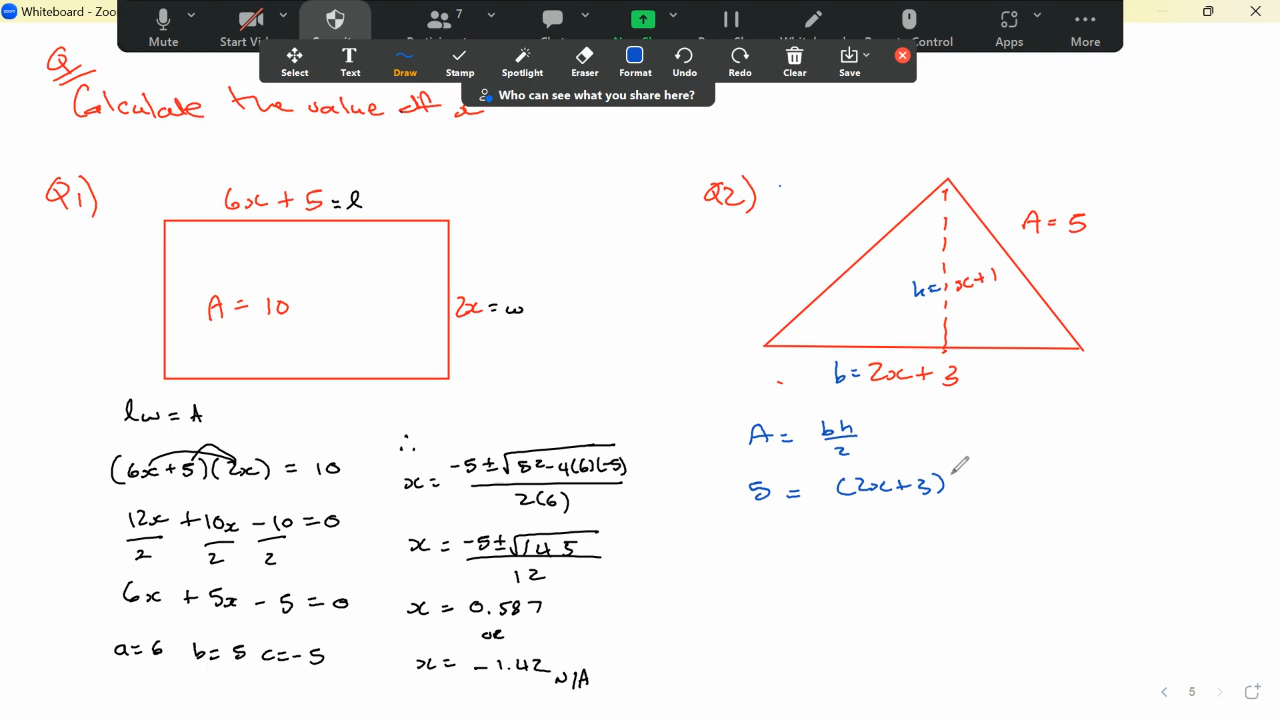 Whiteboard - Zoo
Mute
Start Vi
7
Apps
More
Select
Text
Draw
Stamp
Spotlight
Eraser
Format
Undo
Redo
Clear
Save
Who can see what you share here?
Q
Calculate the value of x
Q1)
6x + 5 = l
A = 10
2x = w
lw = A
(6x + 5)(2x) = 10
12x + 10x - 10 = 0
2 2 2
6x + 5x - 5 = 0
a = 6 b = 5 c = -5
∴
x = -5 ± √5² - 4(6)(-5)
2(6)
x = -5 ± √145
12
x = 0.587
or
x = -1.42 N/A
Q2)
A = 5
h = x + 1
b = 2x + 3
A = bh
2
5 = (2x + 3)
5